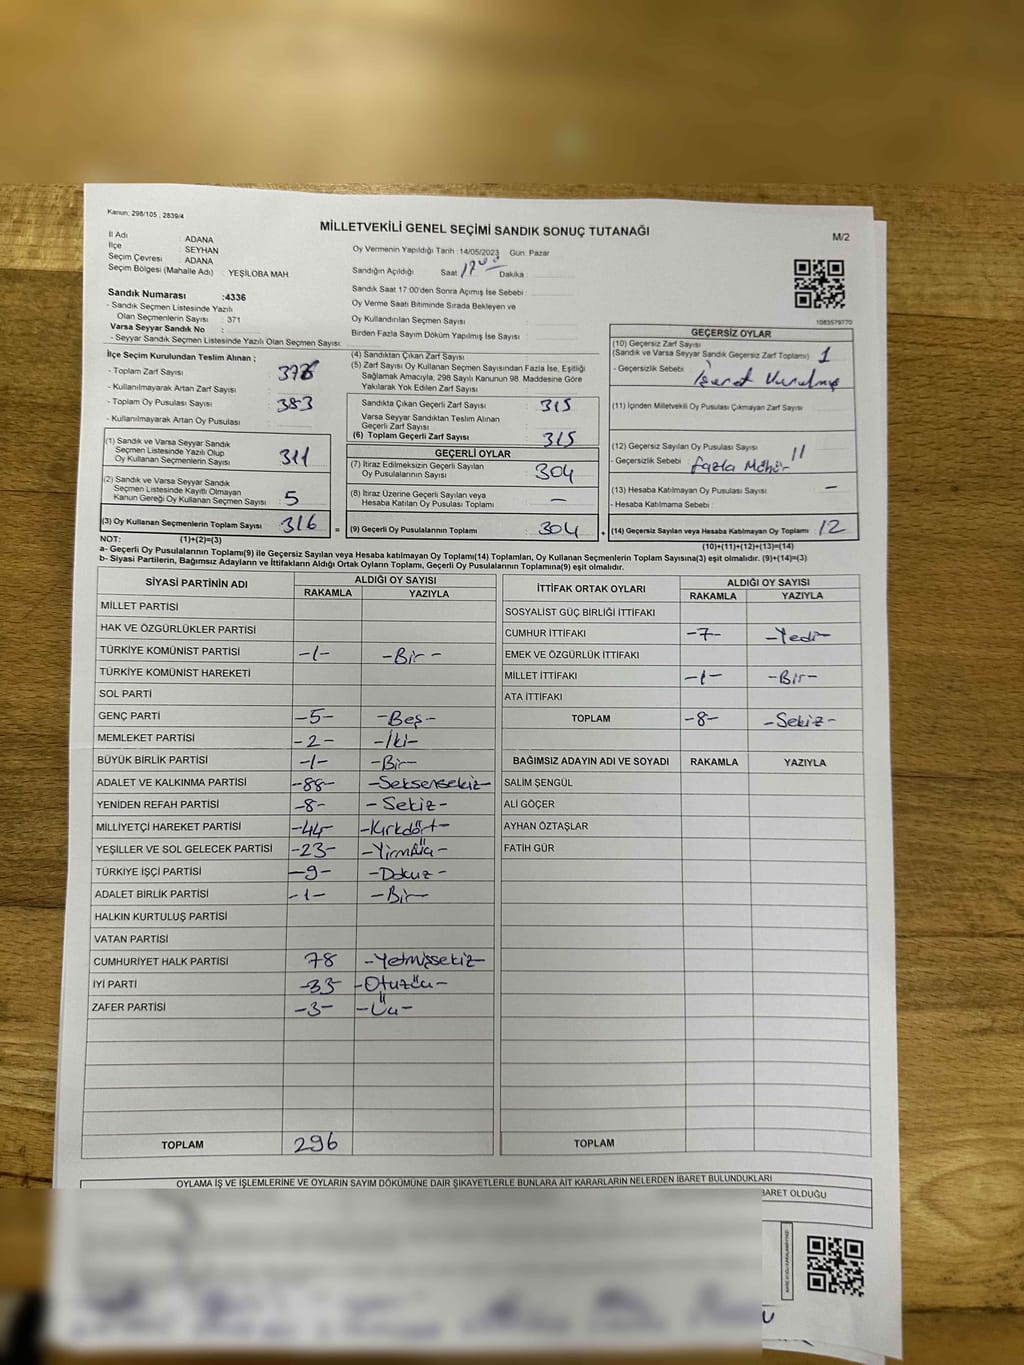 Kanun; 298/105 , 2839/4
MİLLETVEKİLİ GENEL SEÇİMİ SANDIK SONUÇ TUTANAĞI
M/2
İl Adı : ADANA
İlçe : SEYHAN
Seçim Çevresi : ADANA
Seçim Bölgesi (Mahalle Adı) YEŞİLOBA MAH.
Oy Vermenin Yapıldığı Tarih :14/05/2023 Gün: Pazar
Sandığın Açıldığı Saat 17 00 Dakika :
Sandık Saat 17:00'den Sonra Açılmış İse Sebebi :
Oy Verme Saati Bitiminde Sırada Bekleyen ve
Oy Kullandırılan Seçmen Sayısı :
Birden Fazla Sayım Döküm Yapılmış İse Sayısı :
Sandık Numarası :4336
- Sandık Seçmen Listesinde Yazılı
Olan Seçmenlerin Sayısı : 371
Varsa Seyyar Sandık No :
- Seyyar Sandık Seçmen Listesinde Yazılı Olan Seçmen Sayısı:
1083579770
İlçe Seçim Kurulundan Teslim Alınan ;
- Toplam Zarf Sayısı : 376
- Kullanılmayarak Artan Zarf Sayısı :
- Toplam Oy Pusulası Sayısı : 383
- Kullanılmayarak Artan Oy Pusulası :
(1) Sandık ve Varsa Seyyar Sandık
Seçmen Listesinde Yazılı Olup
Oy Kullanan Seçmenlerin Sayısı : 311
(2) Sandık ve Varsa Seyyar Sandık
Seçmen Listesinde Kayıtlı Olmayan
Kanun Gereği Oy Kullanan Seçmen Sayısı : 5
(3) Oy Kullanan Seçmenlerin Toplam Sayısı : 316 =
(4) Sandıktan Çıkan Zarf Sayısı :
(5) Zarf Sayısı Oy Kullanan Seçmen Sayısından Fazla İse, Eşitliği
Sağlamak Amacıyla, 298 Sayılı Kanunun 98. Maddesine Göre
Yakılarak Yok Edilen Zarf Sayısı :
Sandıkta Çıkan Geçerli Zarf Sayısı : 315
Varsa Seyyar Sandıktan Teslim Alınan
Geçerli Zarf Sayısı :
(6) Toplam Geçerli Zarf Sayısı : 315
GEÇERLİ OYLAR
(7) İtiraz Edilmeksizin Geçerli Sayılan
Oy Pusulalarının Sayısı : 304
(8) İtiraz Üzerine Geçerli Sayılan veya
Hesaba Katılan Oy Pusulası Sayısı : -
(9) Geçerli Oy Pusulalarının Toplamı : 304 +
GEÇERSİZ OYLAR
(10) Geçersiz Zarf Sayısı
(Sandık ve Varsa Seyyar Sandık Geçersiz Zarf Toplamı) : 1
- Geçersizlik Sebebi : İşaret Vurulmuş
(11) İçinden Milletvekili Oy Pusulası Çıkmayan Zarf Sayısı
(12) Geçersiz Sayılan Oy Pusulası Sayısı : 11
- Geçersizlik Sebebi : fazla Mühür
(13) Hesaba Katılmayan Oy Pusulası Sayısı : -
- Hesaba Katılmama Sebebi :
(14) Geçersiz Sayılan veya Hesaba Katılmayan Oy Toplamı : 12
NOT: (1)+(2)=(3)
(10)+(11)+(12)+(13)=(14)
a- Geçerli Oy Pusulalarının Toplamı(9) ile Geçersiz Sayılan veya Hesaba katılmayan Oy Toplamı(14) Toplamları, Oy Kullanan Seçmenlerin Toplam Sayısına(3) eşit olmalıdır. (9)+(14)=(3)
b- Siyasi Partilerin, Bağımsız Adayların ve İttifakların Aldığı Ortak Oyların Toplamı, Geçerli Oy Pusulalarının Toplamına(9) eşit olmalıdır.
SİYASİ PARTİNİN ADI ALDIĞI OY SAYISI
RAKAMLA YAZIYLA
MİLLET PARTİSİ
HAK VE ÖZGÜRLÜKLER PARTİSİ
TÜRKİYE KOMÜNİST PARTİSİ -1- -Bir-
TÜRKİYE KOMÜNİST HAREKETİ
SOL PARTİ
GENÇ PARTİ -5- -Beş-
MEMLEKET PARTİSİ -2- -İki-
BÜYÜK BİRLİK PARTİSİ -1- -Bir-
ADALET VE KALKINMA PARTİSİ -88- -Seksensekiz-
YENİDEN REFAH PARTİSİ -8- -Sekiz-
MİLLİYETÇİ HAREKET PARTİSİ -44- -Kırkdört-
YEŞİLLER VE SOL GELECEK PARTİSİ -23- -Yirmiüç-
TÜRKİYE İŞÇİ PARTİSİ -9- -Dokuz-
ADALET BİRLİK PARTİSİ -1- -Bir-
HALKIN KURTULUŞ PARTİSİ
VATAN PARTİSİ
CUMHURİYET HALK PARTİSİ 78 -Yetmişsekiz-
İYİ PARTİ -33- -Otuzüç-
ZAFER PARTİSİ -3- -Üç-
TOPLAM 296
İTTİFAK ORTAK OYLARI ALDIĞI OY SAYISI
RAKAMLA YAZIYLA
SOSYALİST GÜÇ BİRLİĞİ İTTİFAKI
CUMHUR İTTİFAKI -7- -Yedi-
EMEK VE ÖZGÜRLÜK İTTİFAKI
MİLLET İTTİFAKI -1- -Bir-
ATA İTTİFAKI
TOPLAM -8- -Sekiz-
BAĞIMSIZ ADAYIN ADI VE SOYADI RAKAMLA YAZIYLA
SALİM ŞENGÜL
ALİ GÖÇER
AYHAN ÖZTAŞLAR
FATİH GÜR
TOPLAM
OYLAMA İŞ VE İŞLEMLERİNE VE OYLARIN SAYIM DÖKÜMÜNE DAİR ŞİKAYETLERLE BUNLARA AİT KARARLARIN NELERDEN İBARET BULUNDUKLARI
BARET OLDUĞU